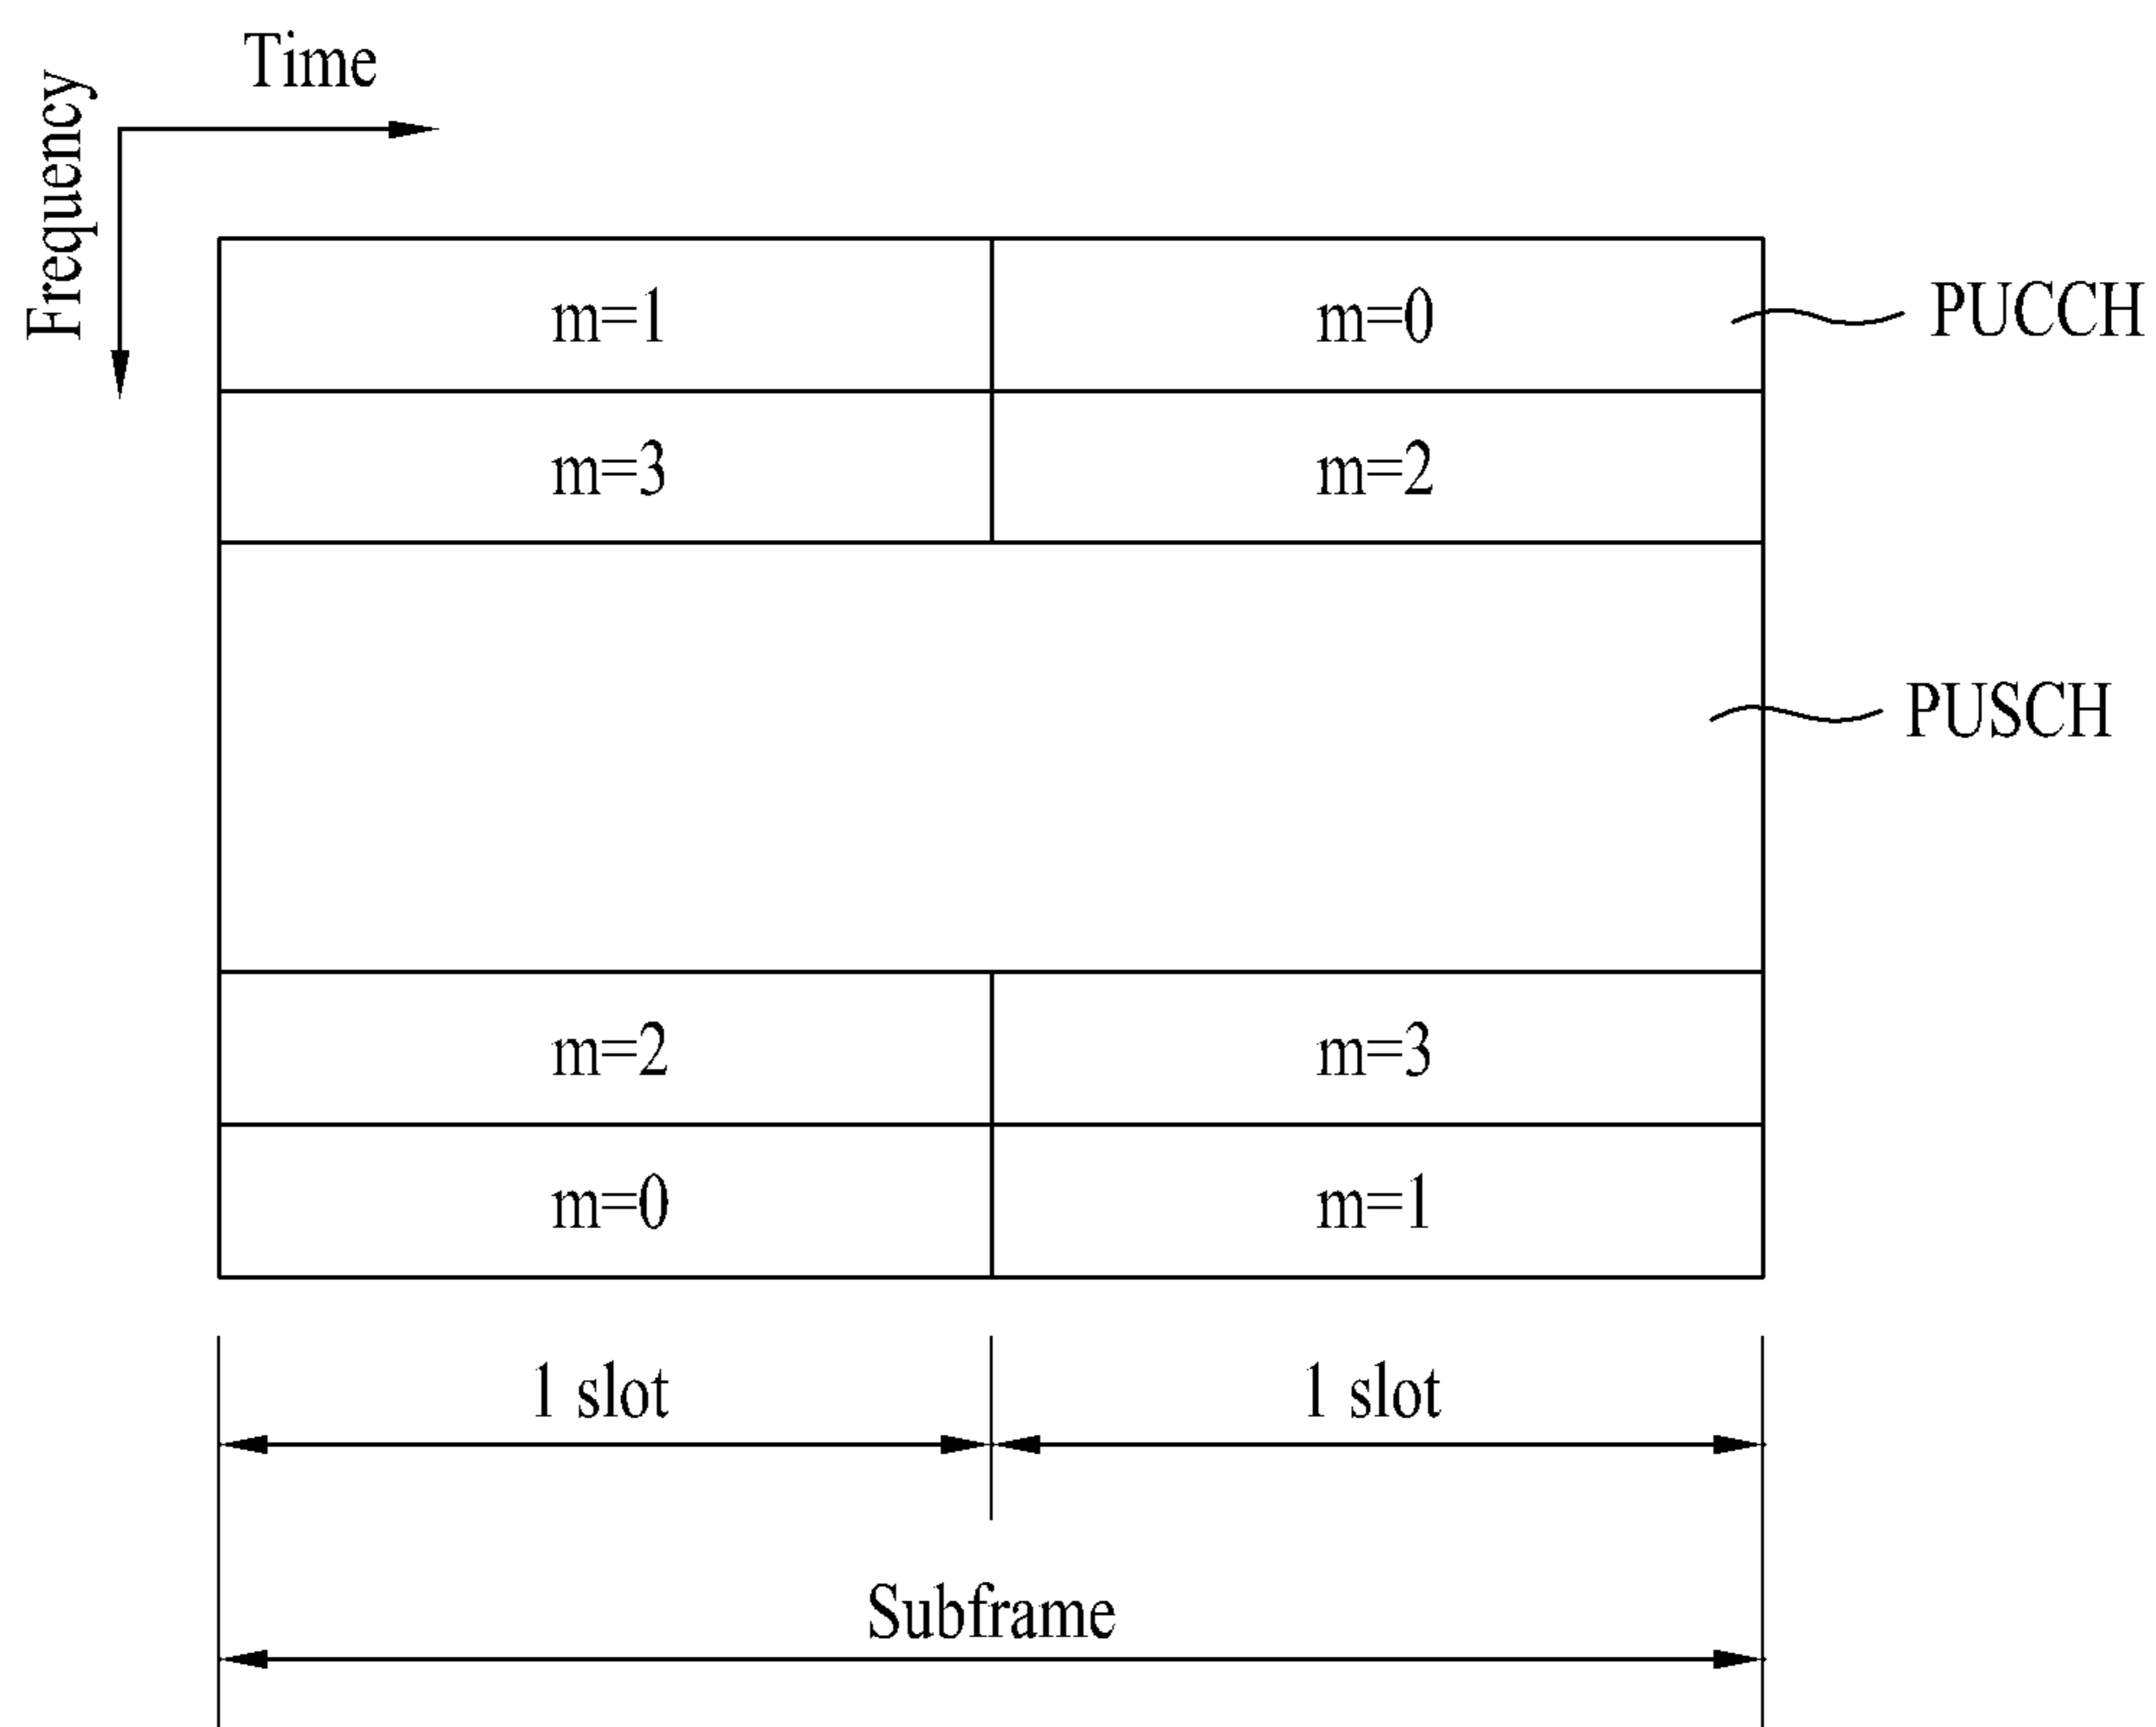 Time
Frequency
m=1
m=0
PUCCH
m=3
m=2
PUSCH
m=2
m=3
m=0
m=1
1 slot
1 slot
Subframe